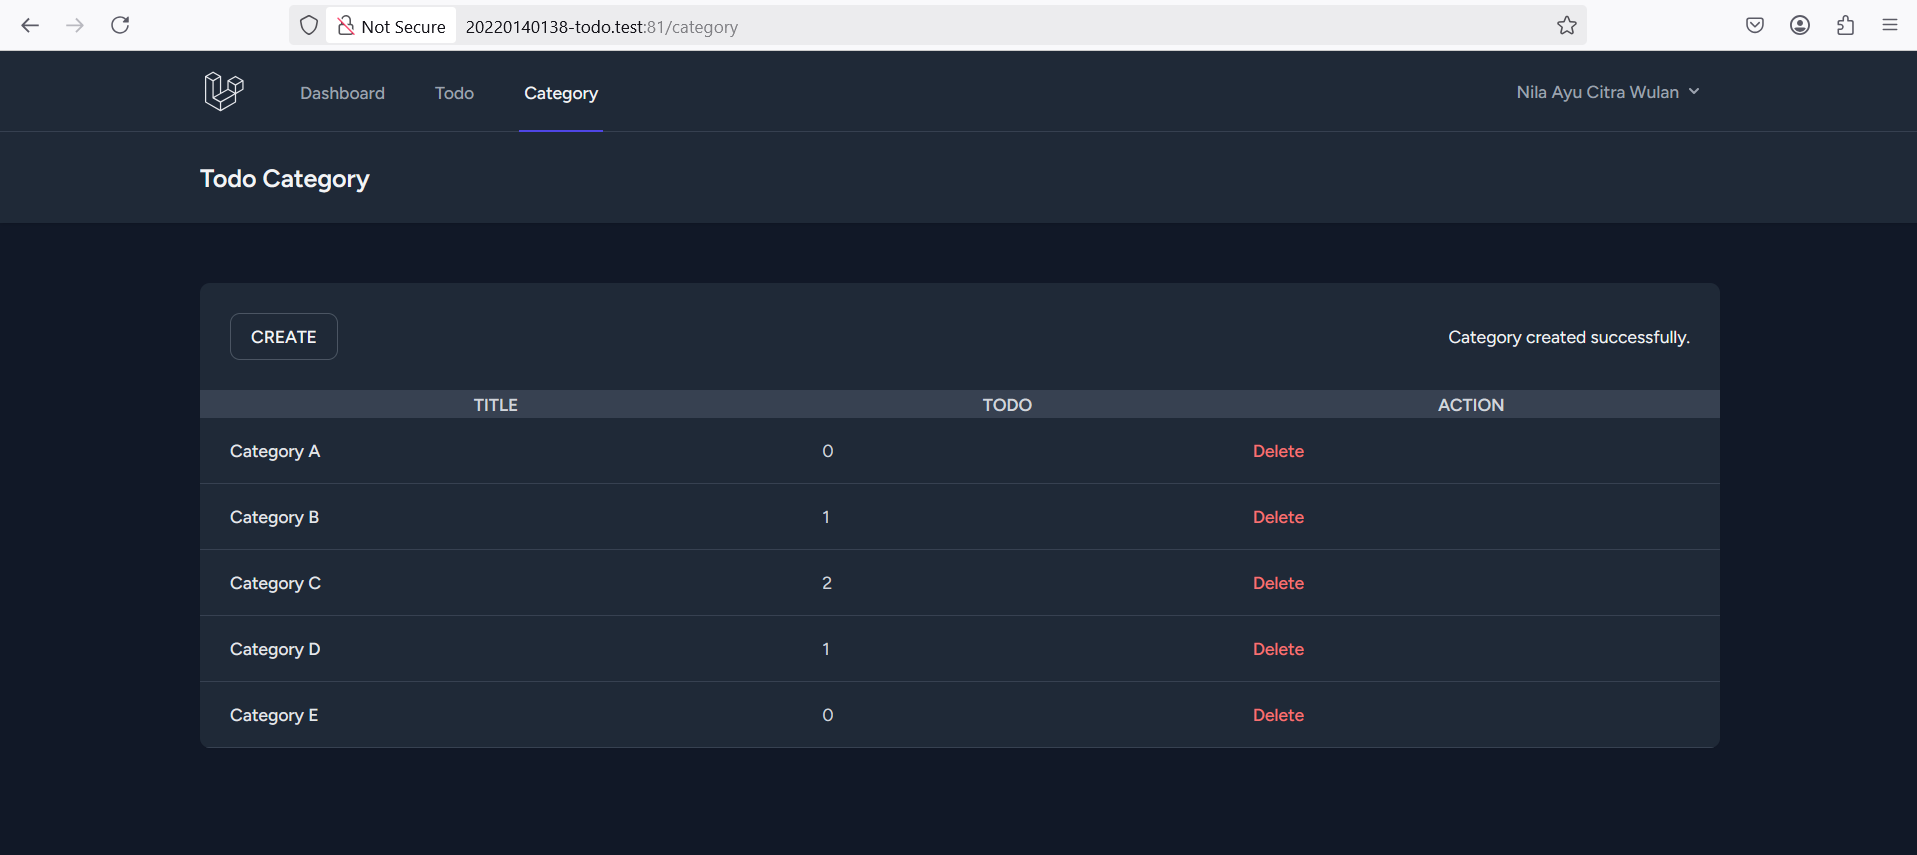 Not Secure 20220140138-todo.test:81/category
Dashboard Todo Category Nila Ayu Citra Wulan
Todo Category
CREATE Category created successfully.
TITLE TODO ACTION
Category A 0 Delete
Category B 1 Delete
Category C 2 Delete
Category D 1 Delete
Category E 0 Delete